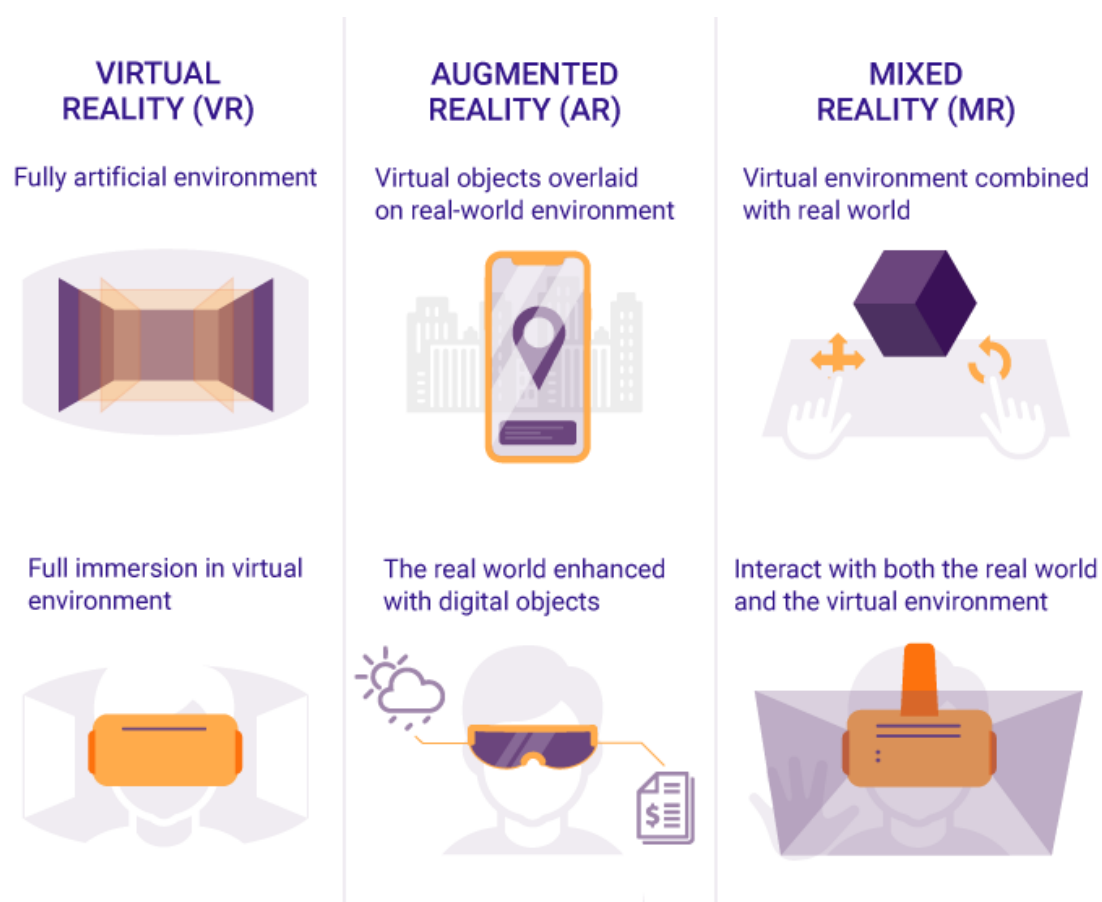 VIRTUAL
REALITY (VR)
Fully artificial environment
Full immersion in virtual
environment
AUGMENTED
REALITY (AR)
Virtual objects overlaid
on real-world environment
The real world enhanced
with digital objects
$
MIXED
REALITY (MR)
Virtual environment combined
with real world
Interact with both the real world
and the virtual environment